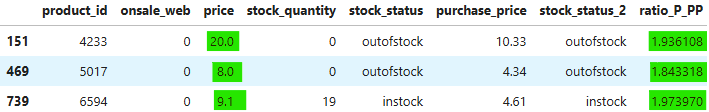 product_id onsale_web price stock_quantity stock_status purchase_price stock_status_2 ratio_P_PP
151 4233 0 20.0 0 outofstock 10.33 outofstock 1.936108
469 5017 0 8.0 0 outofstock 4.34 outofstock 1.843318
739 6594 0 9.1 19 instock 4.61 instock 1.973970